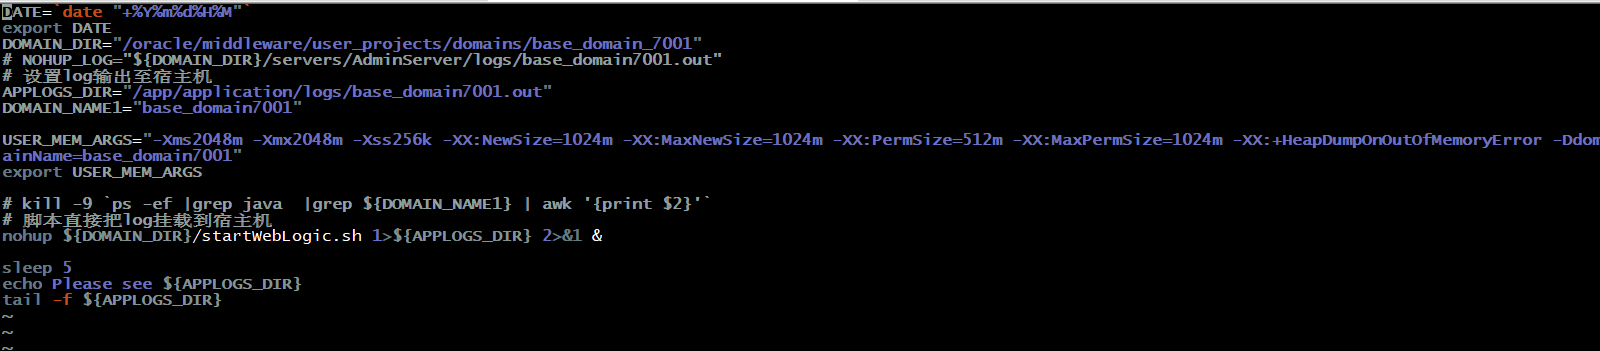 DATE=`date "+%Y%m%d%H%M"`
export DATE
DOMAIN_DIR="/oracle/middleware/user_projects/domains/base_domain_7001"
# NOHUP_LOG="${DOMAIN_DIR}/servers/AdminServer/logs/base_domain7001.out"
# 设置log输出至宿主机
APPLOGS_DIR="/app/application/logs/base_domain7001.out"
DOMAIN_NAME1="base_domain7001"
USER_MEM_ARGS="-Xms2048m -Xmx2048m -Xss256k -XX:NewSize=1024m -XX:MaxNewSize=1024m -XX:PermSize=512m -XX:MaxPermSize=1024m -XX:+HeapDumpOnOutOfMemoryError -Ddom
ainName=base_domain7001"
export USER_MEM_ARGS
# kill -9 `ps -ef |grep java  |grep ${DOMAIN_NAME1} | awk '{print $2}'`
# 脚本直接把log挂载到宿主机
nohup ${DOMAIN_DIR}/startWebLogic.sh 1>${APPLOGS_DIR} 2>&1 &
sleep 5
echo Please see ${APPLOGS_DIR}
tail -f ${APPLOGS_DIR}
~
~
~